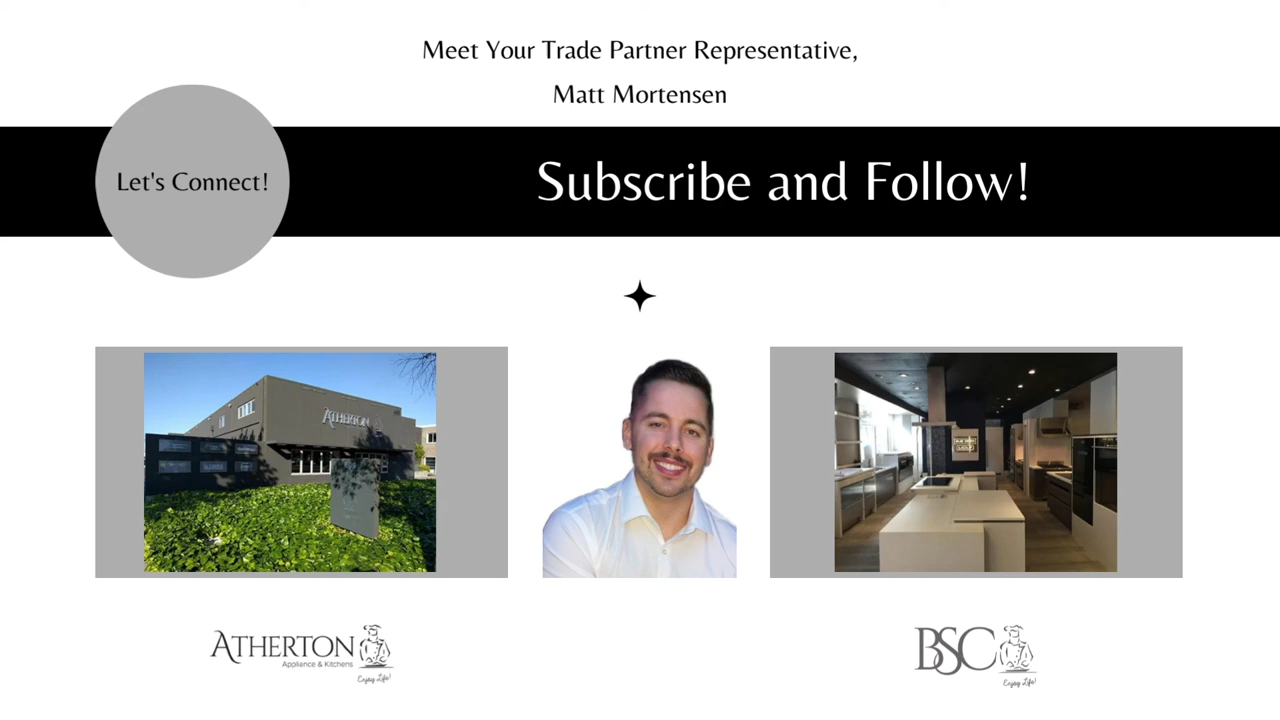 Meet Your Trade Partner Representative,
Matt Mortensen
Let's Connect!
Subscribe and Follow!
ATHERTON
ATHERTON
Appliance & Kitchens
Enjoy Life!
BSC
Enjoy Life!